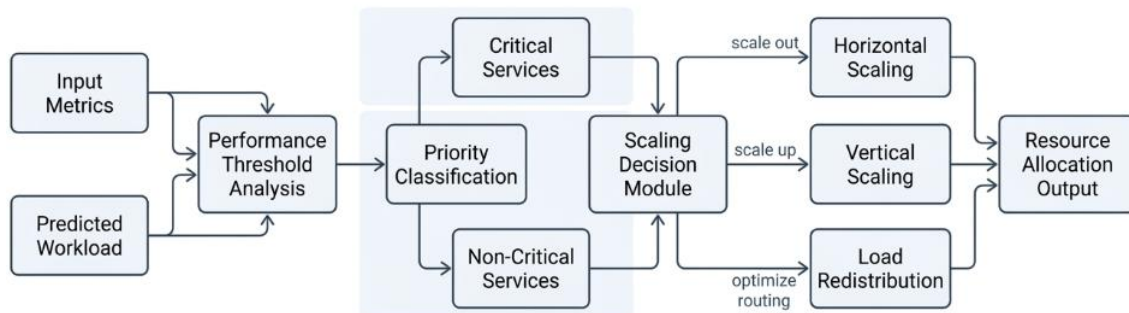 Input
Metrics
Predicted
Workload
Performance
Threshold
Analysis
Priority
Classification
Critical
Services
Non-Critical
Services
Scaling
Decision
Module
scale out
scale up
optimize
routing
Horizontal
Scaling
Vertical
Scaling
Load
Redistribution
Resource
Allocation
Output